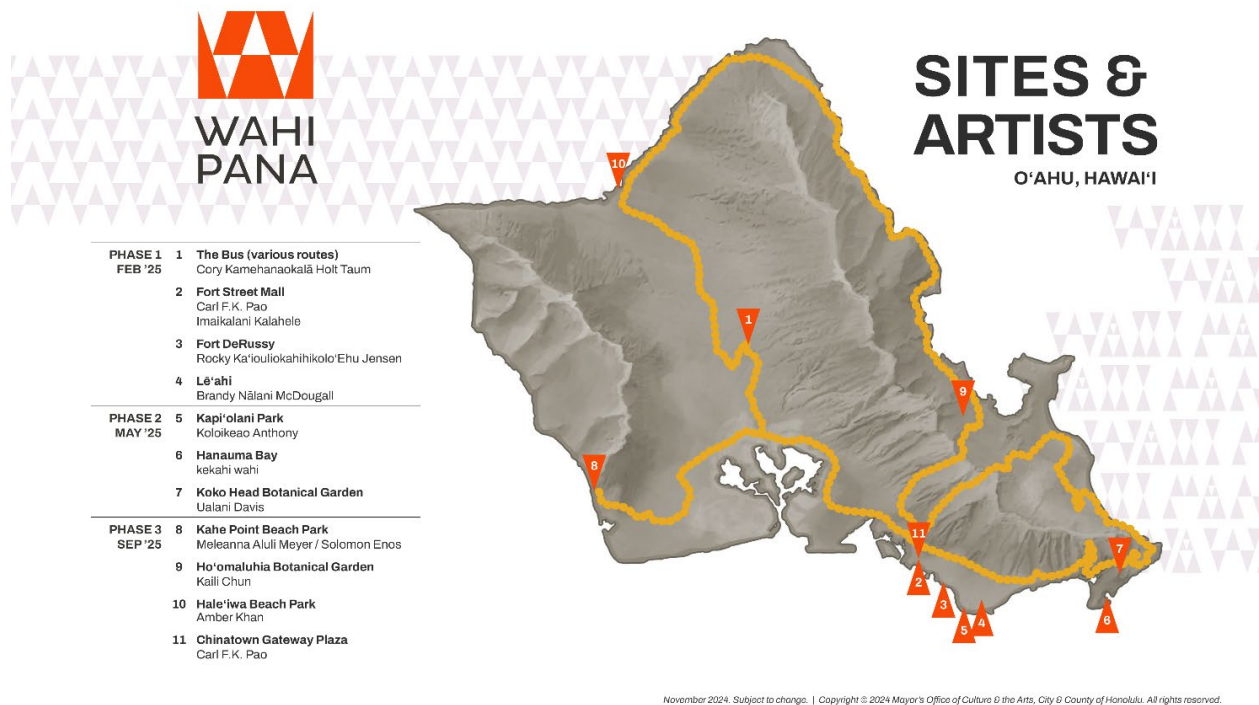 WAHI
PANA
SITES &
ARTISTS
OʻAHU, HAWAIʻI
PHASE 1 1 The Bus (various routes)
FEB ’25 Cory Kamehanaokalā Holt Taum
2 Fort Street Mall
Carl F.K. Pao
Imaikalani Kalahele
3 Fort DeRussy
Rocky KaʻiouliokahihikoloʻEhu Jensen
4 Lēʻahi
Brandy Nālani McDougall
PHASE 2 5 Kapiʻolani Park
MAY ’25 Koloikeao Anthony
6 Hanauma Bay
kekahi wahi
7 Koko Head Botanical Garden
Ualani Davis
PHASE 3 8 Kahe Point Beach Park
SEP ’25 Meleanna Aluli Meyer / Solomon Enos
9 Hoʻomaluhia Botanical Garden
Kaili Chun
10 Haleʻiwa Beach Park
Amber Khan
11 Chinatown Gateway Plaza
Carl F.K. Pao
10
1
9
8
11
7
2
3
5
4
6
November 2024. Subject to change. | Copyright © 2024 Mayor's Office of Culture & the Arts, City & County of Honolulu. All rights reserved.